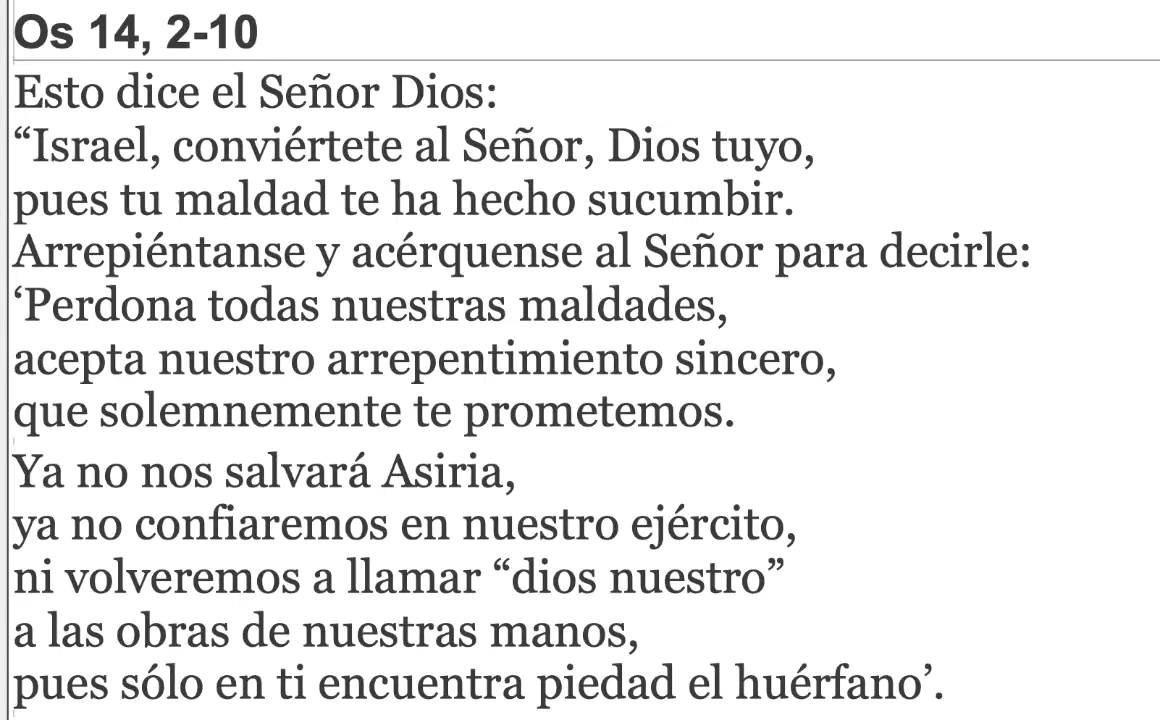 Os 14, 2-10
Esto dice el Señor Dios:
“Israel, conviértete al Señor, Dios tuyo,
pues tu maldad te ha hecho sucumbir.
Arrepiéntanse y acérquense al Señor para decirle:
‘Perdona todas nuestras maldades,
acepta nuestro arrepentimiento sincero,
que solemnemente te prometemos.
Ya no nos salvará Asiria,
ya no confiaremos en nuestro ejército,
ni volveremos a llamar “dios nuestro”
a las obras de nuestras manos,
pues sólo en ti encuentra piedad el huérfano’.